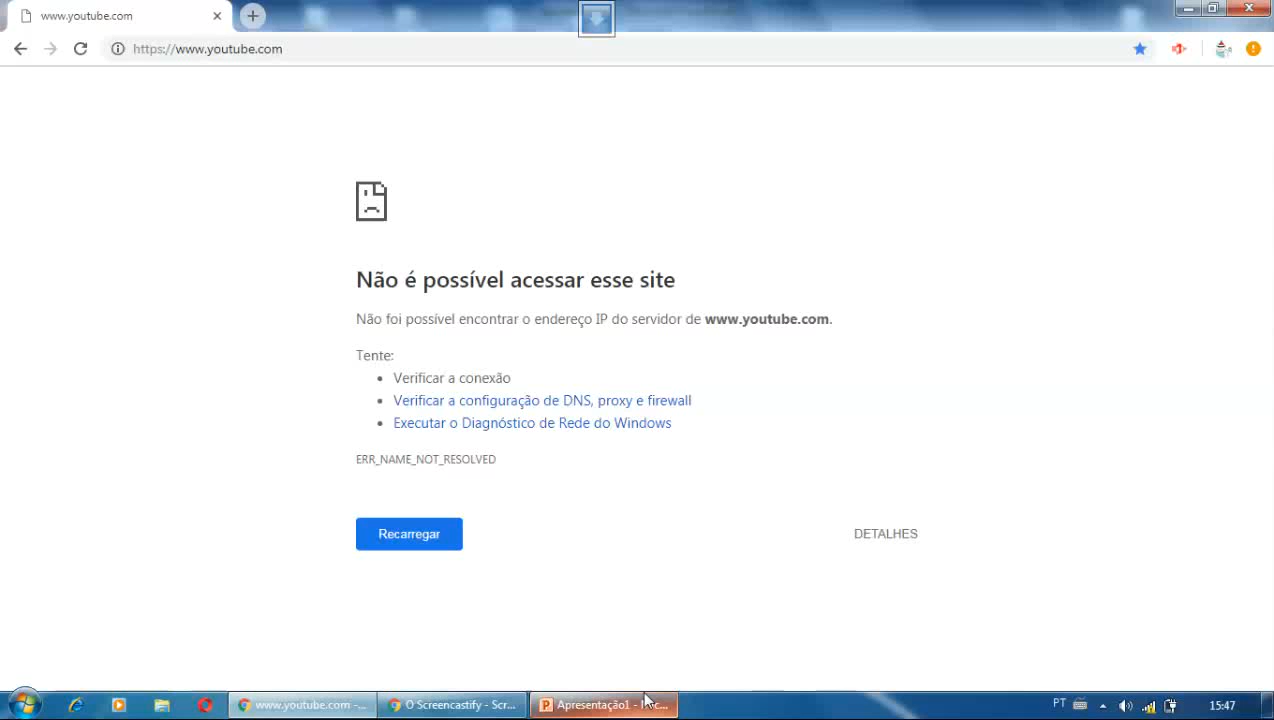 www.youtube.com
https://www.youtube.com
Não é possível acessar esse site
Não foi possível encontrar o endereço IP do servidor de www.youtube.com.
Tente:
Verificar a conexão
Verificar a configuração de DNS, proxy e firewall
Executar o Diagnóstico de Rede do Windows
ERR_NAME_NOT_RESOLVED
Recarregar
DETALHES
www.youtube.com -...
O Screencastify - Scr...
Apresentação1 -
PT
15:47